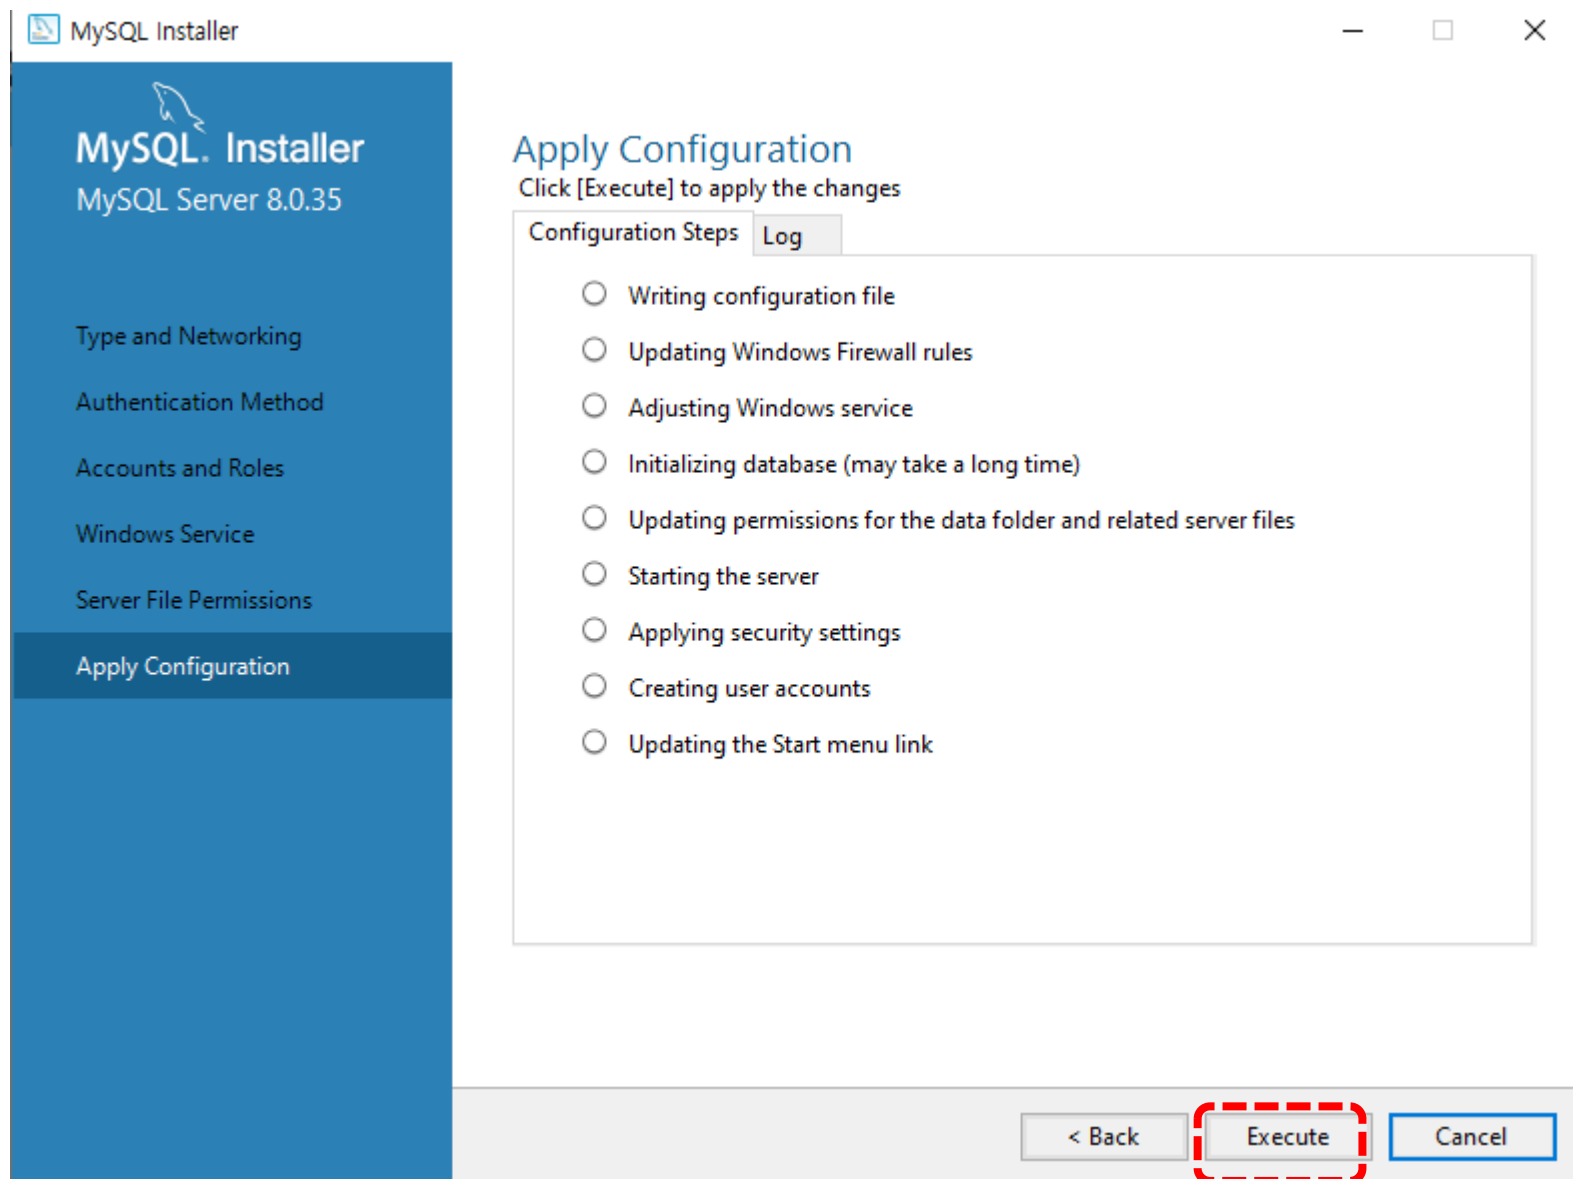 MySQL Installer
MySQL. Installer
MySQL Server 8.0.35
Type and Networking
Authentication Method
Accounts and Roles
Windows Service
Server File Permissions
Apply Configuration
Apply Configuration
Click [Execute] to apply the changes
Configuration Steps
Log
Writing configuration file
Updating Windows Firewall rules
Adjusting Windows service
Initializing database (may take a long time)
Updating permissions for the data folder and related server files
Starting the server
Applying security settings
Creating user accounts
Updating the Start menu link
< Back
Execute
Cancel